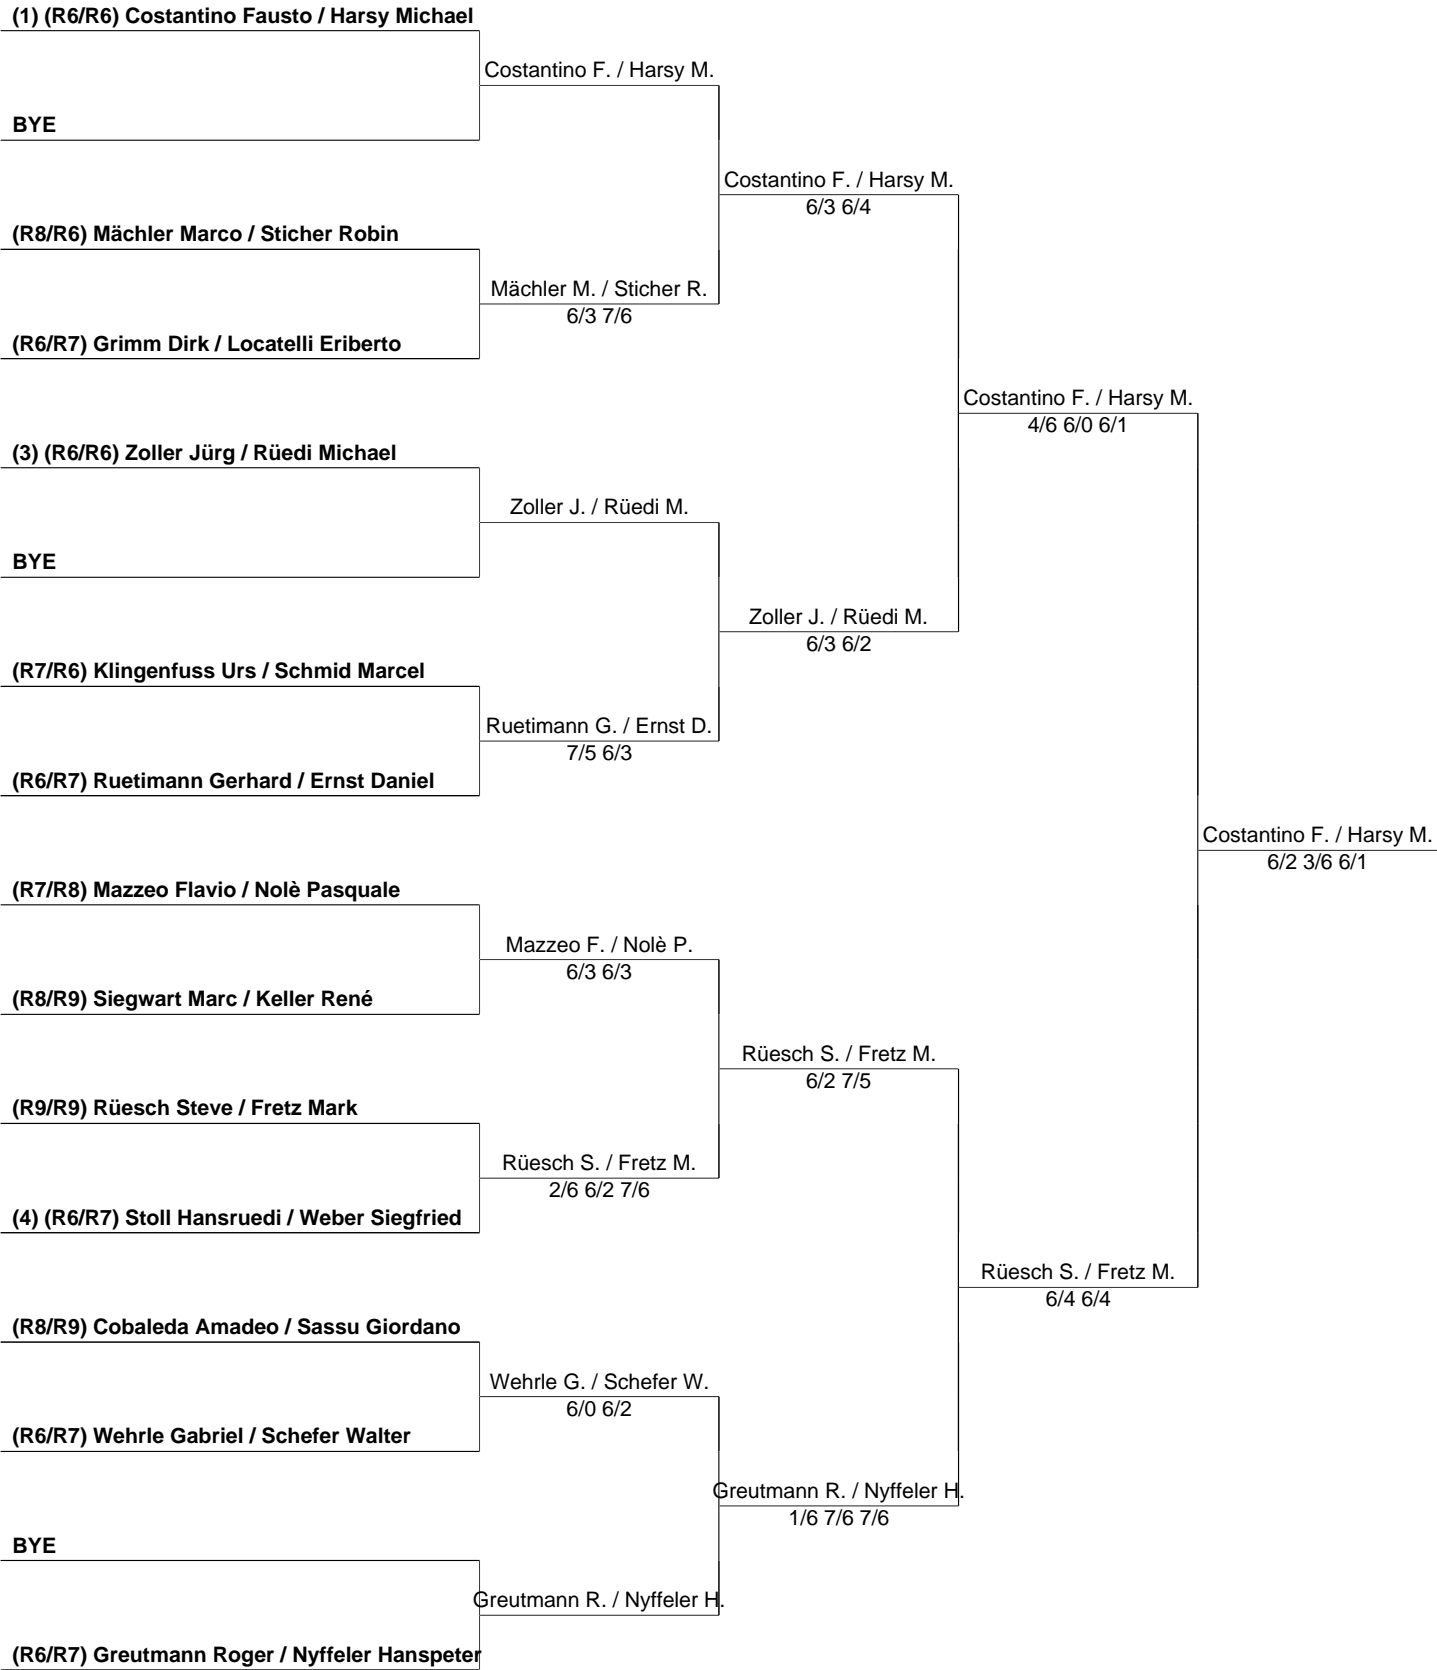 (1) (R6/R6) Costantino Fausto / Harsy Michael
Costantino F. / Harsy M.
BYE
Costantino F. / Harsy M.
6/3 6/4
(R8/R6) Mächler Marco / Sticher Robin
Mächler M. / Sticher R.
6/3 7/6
(R6/R7) Grimm Dirk / Locatelli Eriberto
Costantino F. / Harsy M.
4/6 6/0 6/1
(3) (R6/R6) Zoller Jürg / Rüedi Michael
Zoller J. / Rüedi M.
BYE
Zoller J. / Rüedi M.
6/3 6/2
(R7/R6) Klingenfuss Urs / Schmid Marcel
Ruetimann G. / Ernst D.
7/5 6/3
(R6/R7) Ruetimann Gerhard / Ernst Daniel
Costantino F. / Harsy M.
6/2 3/6 6/1
(R7/R8) Mazzeo Flavio / Nolè Pasquale
Mazzeo F. / Nolè P.
6/3 6/3
(R8/R9) Siegwart Marc / Keller René
Rüesch S. / Fretz M.
6/2 7/5
(R9/R9) Rüesch Steve / Fretz Mark
Rüesch S. / Fretz M.
2/6 6/2 7/6
(4) (R6/R7) Stoll Hansruedi / Weber Siegfried
Rüesch S. / Fretz M.
6/4 6/4
(R8/R9) Cobaleda Amadeo / Sassu Giordano
Wehrle G. / Schefer W.
6/0 6/2
(R6/R7) Wehrle Gabriel / Schefer Walter
Greutmann R. / Nyffeler H.
1/6 7/6 7/6
BYE
Greutmann R. / Nyffeler H.
(R6/R7) Greutmann Roger / Nyffeler Hanspeter